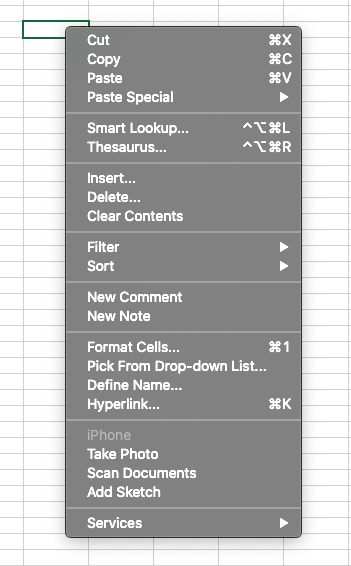 Cut ⌘X
Copy ⌘C
Paste ⌘V
Paste Special ▶
Smart Lookup... ^⌥⌘L
Thesaurus... ^⌥⌘R
Insert...
Delete...
Clear Contents
Filter ▶
Sort ▶
New Comment
New Note
Format Cells... ⌘1
Pick From Drop-down List...
Define Name...
Hyperlink... ⌘K
iPhone
Take Photo
Scan Documents
Add Sketch
Services ▶